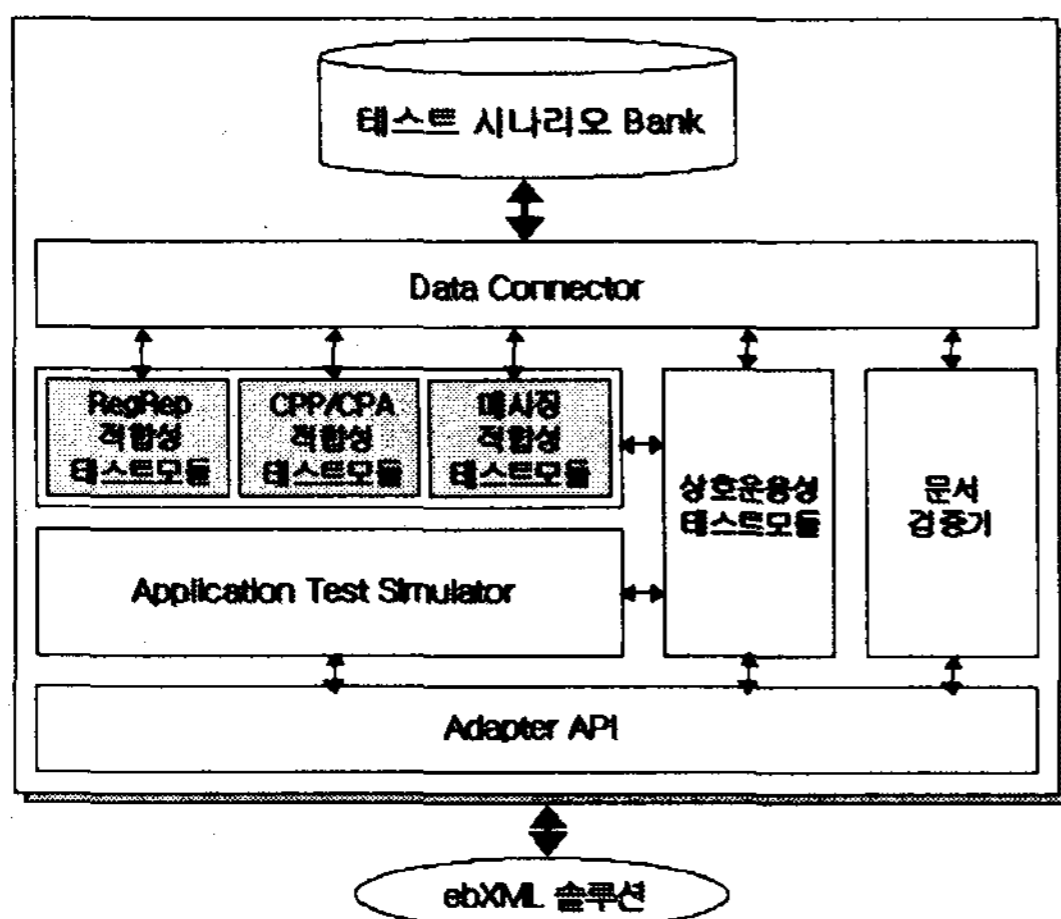 테스트 시나리오 Bank
Data Connector
RegRep
적합성
테스트모듈
CPP/CPA
적합성
테스트모듈
메시징
적합성
테스트모듈
상호운용성
테스트모듈
문서
검증기
Application Test Simulator
Adapter API
ebXML 솔루션